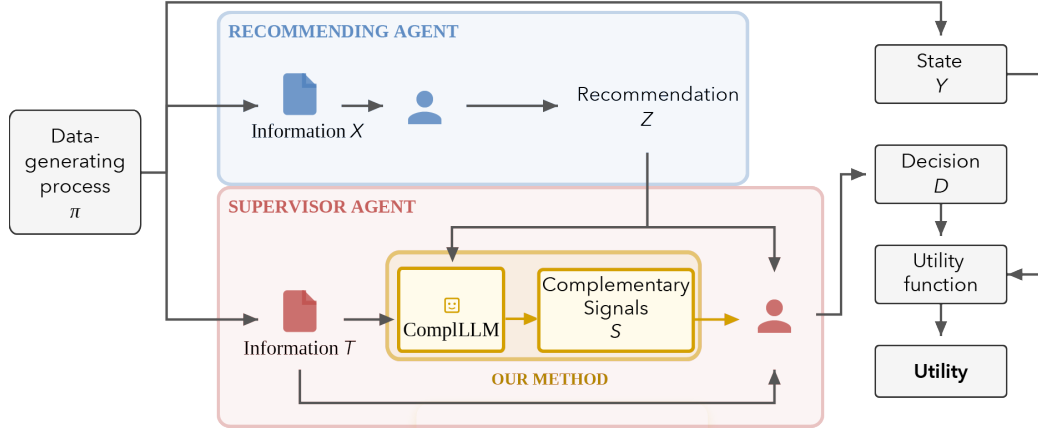 RECOMMENDING AGENT
Information X
Recommendation
Z
Data-
generating
process
π
SUPERVISOR AGENT
Information T
ComplLLM
Complementary
Signals
S
OUR METHOD
State
Y
Decision
D
Utility
function
Utility